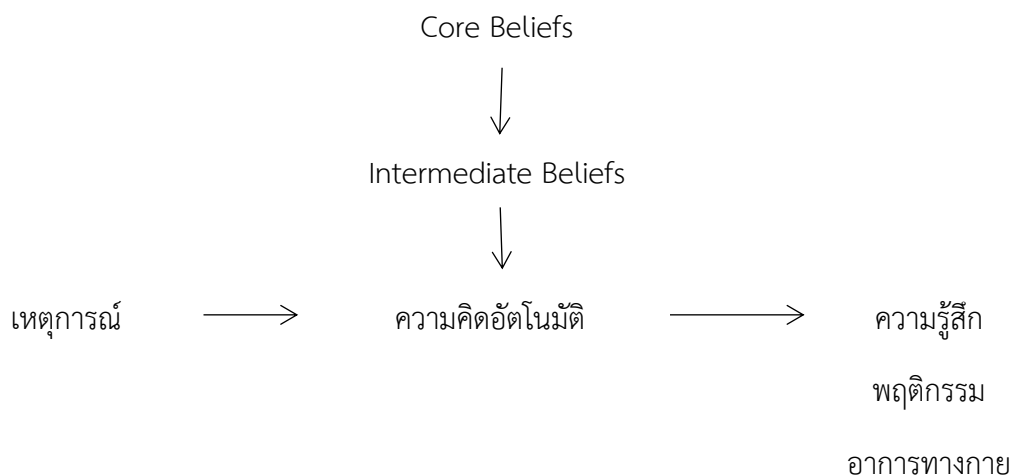 Core Beliefs
Intermediate Beliefs
เหตุการณ์ ความคิดอัตโนมัติ ความรู้สึก
พฤติกรรม
อาการทางกาย